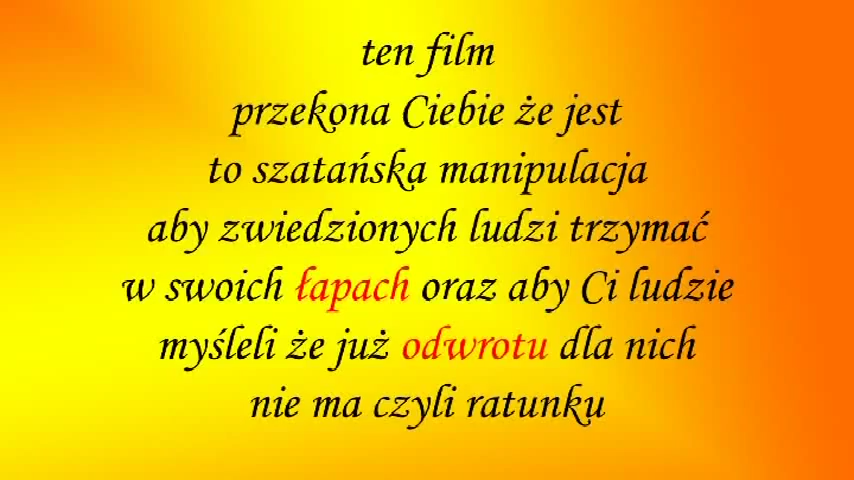 ten film
przekona Ciebie że jest
to szatańska manipulacja
aby zwiedzionych ludzi trzymać
w swoich łapach oraz aby Ci ludzie
myśleli że już odwrotu dla nich
nie ma czyli ratunku